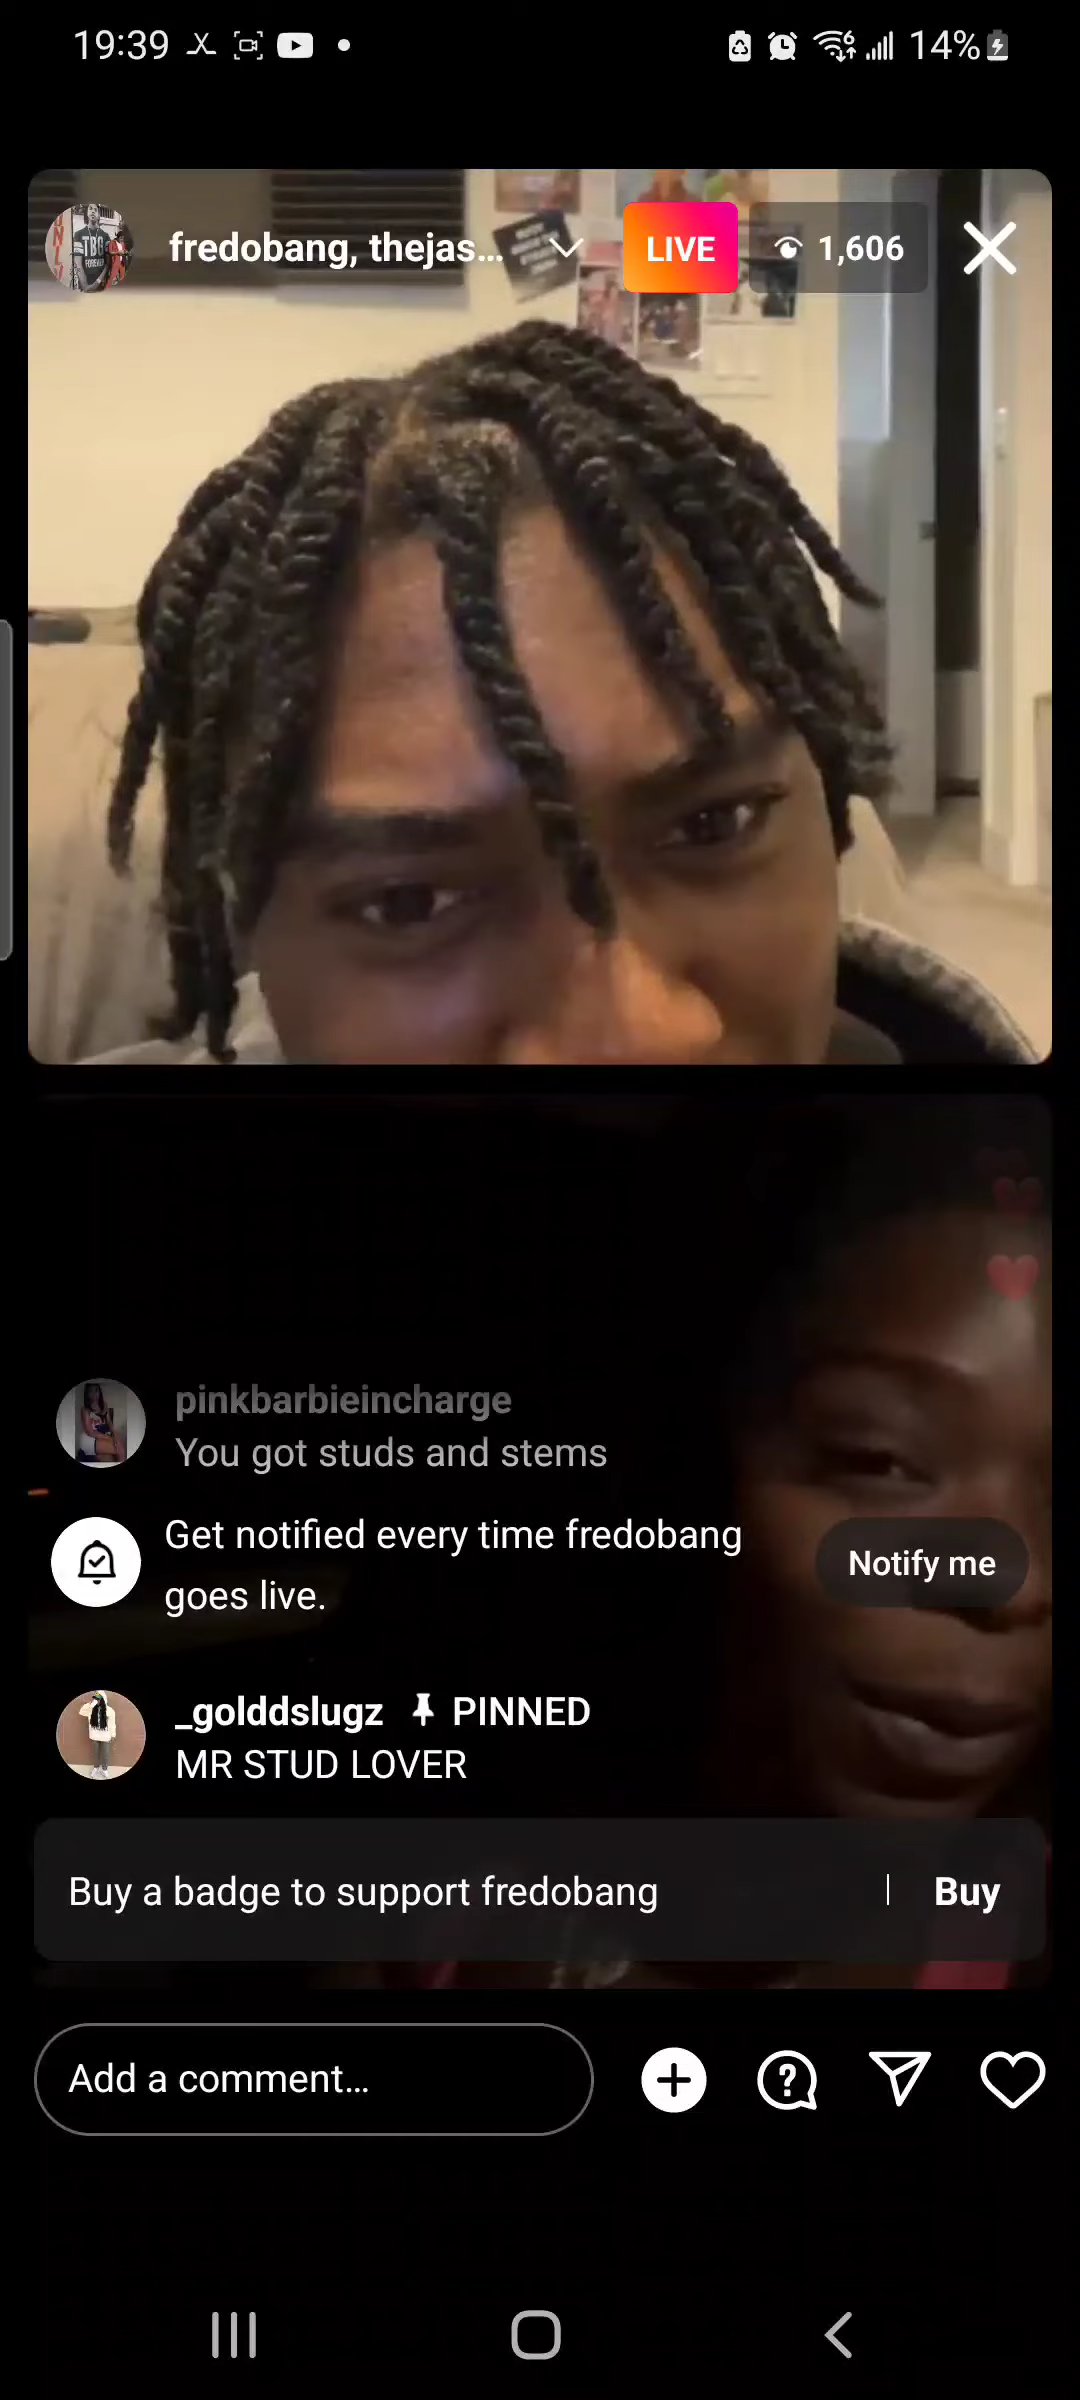 19:39
14%
fredobang, thejas...
LIVE
1,606
pinkbarbieincharge
You got studs and stems
Get notified every time fredobang
goes live.
Notify me
_golddslugz PINNED
MR STUD LOVER
Buy a badge to support fredobang
Buy
Add a comment...